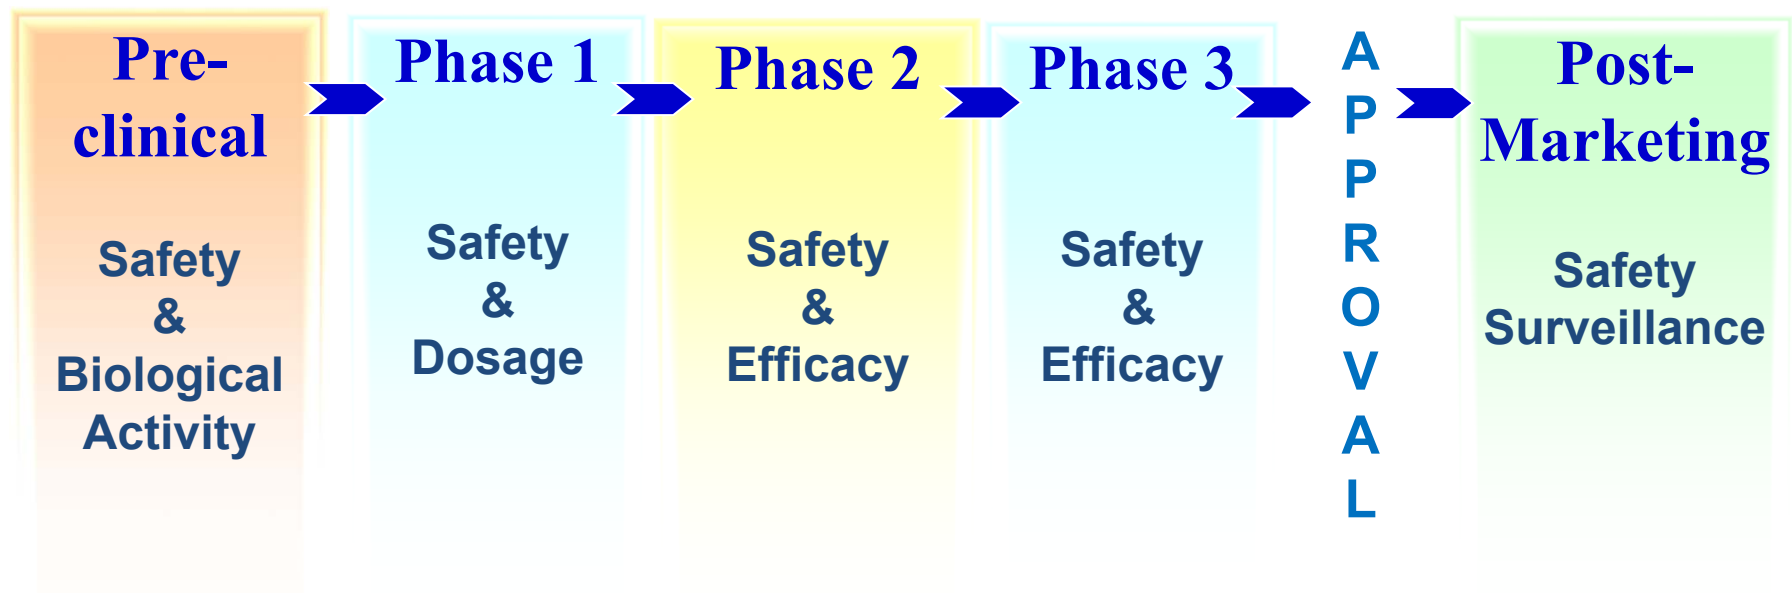 Pre-
clinical
Safety
&
Biological
Activity
Phase 1
Safety
&
Dosage
Phase 2
Safety
&
Efficacy
Phase 3
Safety
&
Efficacy
A
P
P
R
O
V
A
L
Post-
Marketing
Safety
Surveillance